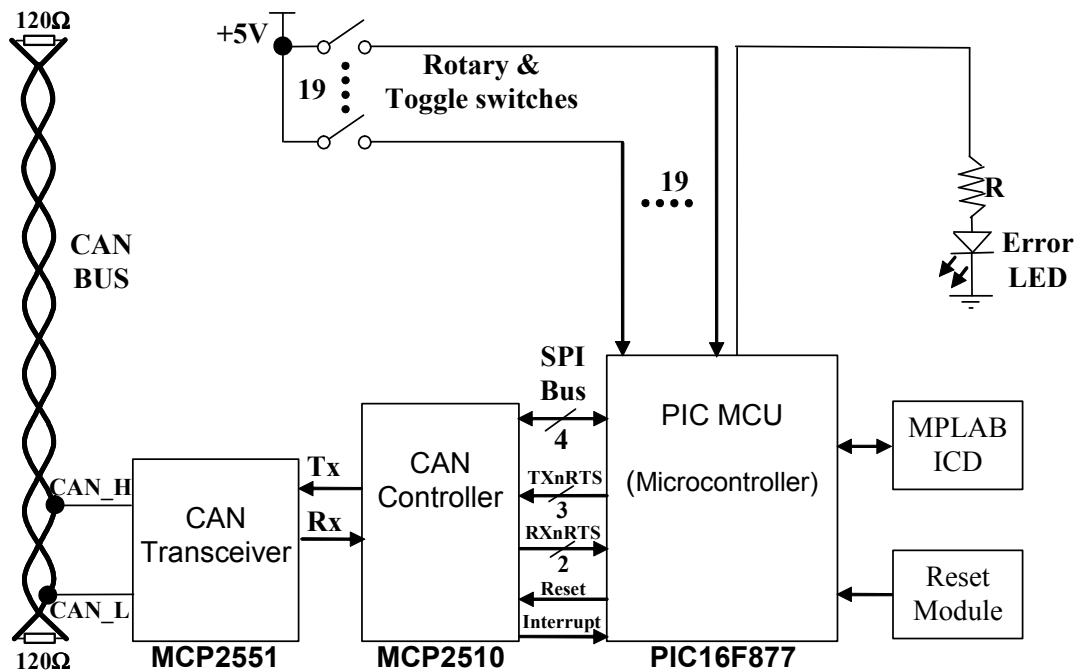 120Ω
+5V
19
Rotary &
Toggle switches
19
R
Error
LED
CAN
BUS
SPI
Bus
4
PIC MCU
(Microcontroller)
MPLAB
ICD
CAN
Controller
Tx
Rx
TXnRTS
3
RXnRTS
2
Reset
Interrupt
CAN_H
CAN
Transceiver
CAN_L
Reset
Module
120Ω
MCP2551
MCP2510
PIC16F877